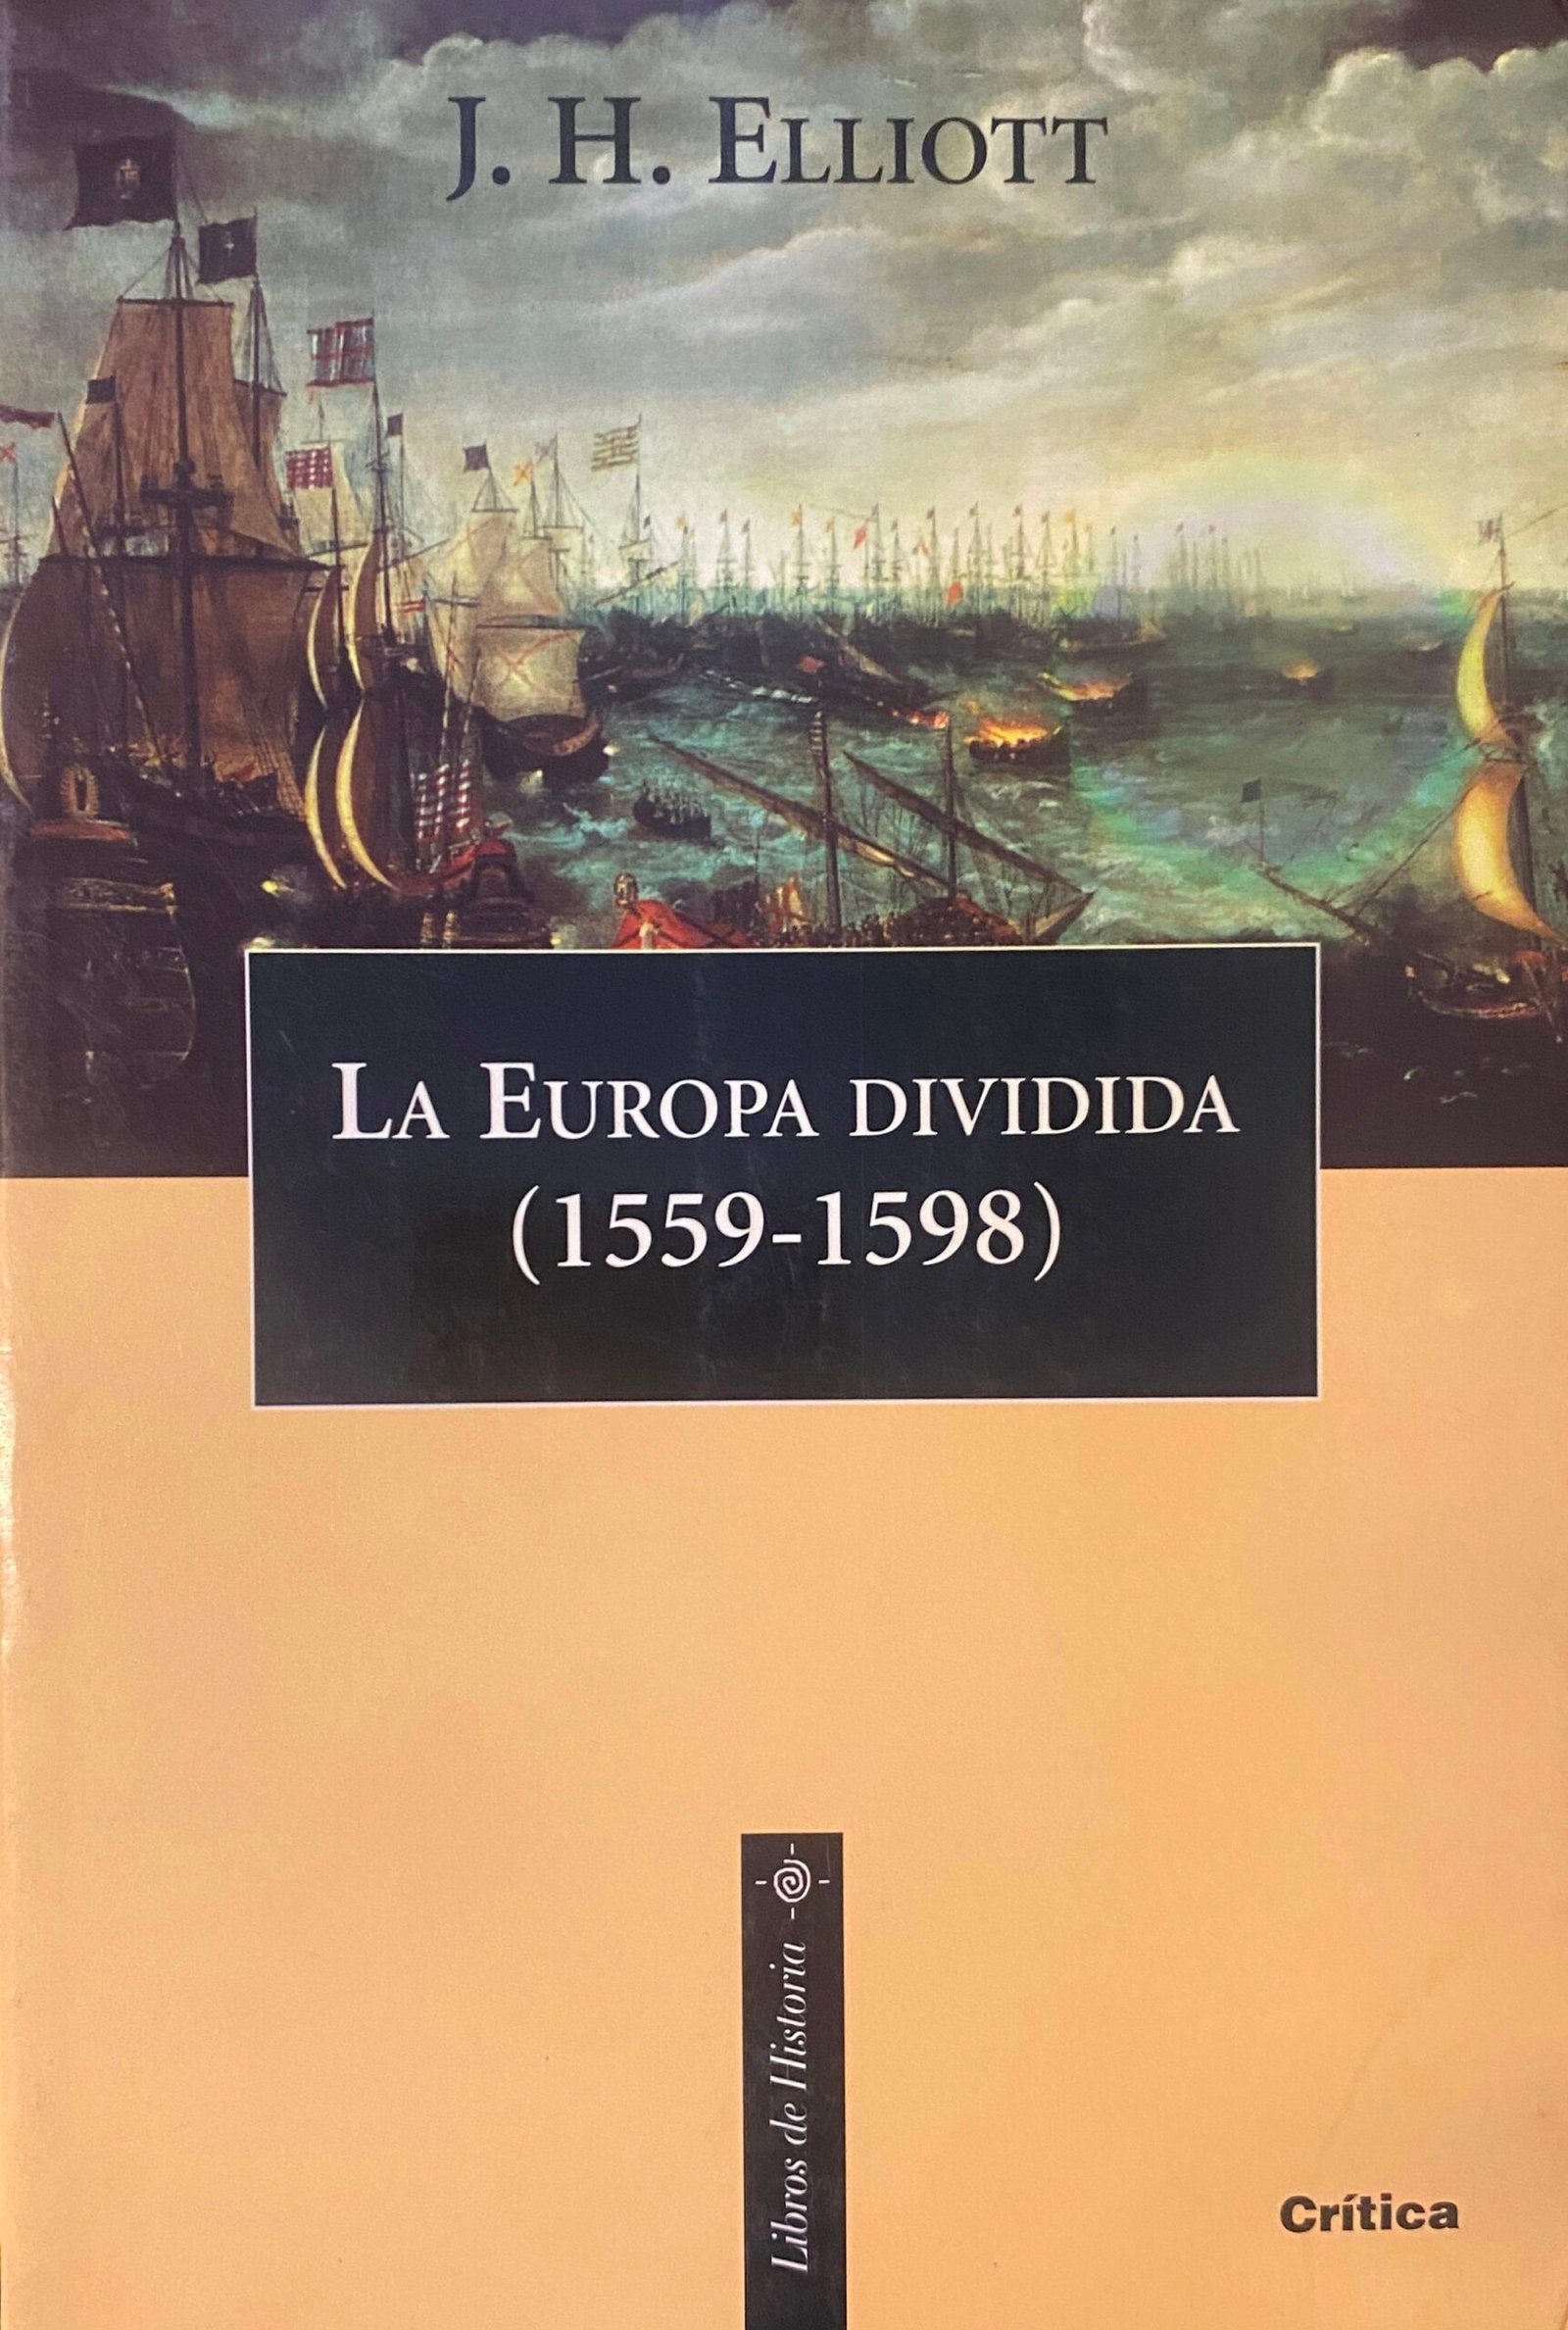 J. H. ELLIOTT
LA EUROPA DIVIDIDA
(1559-1598)
Libros de Historia
Crítica